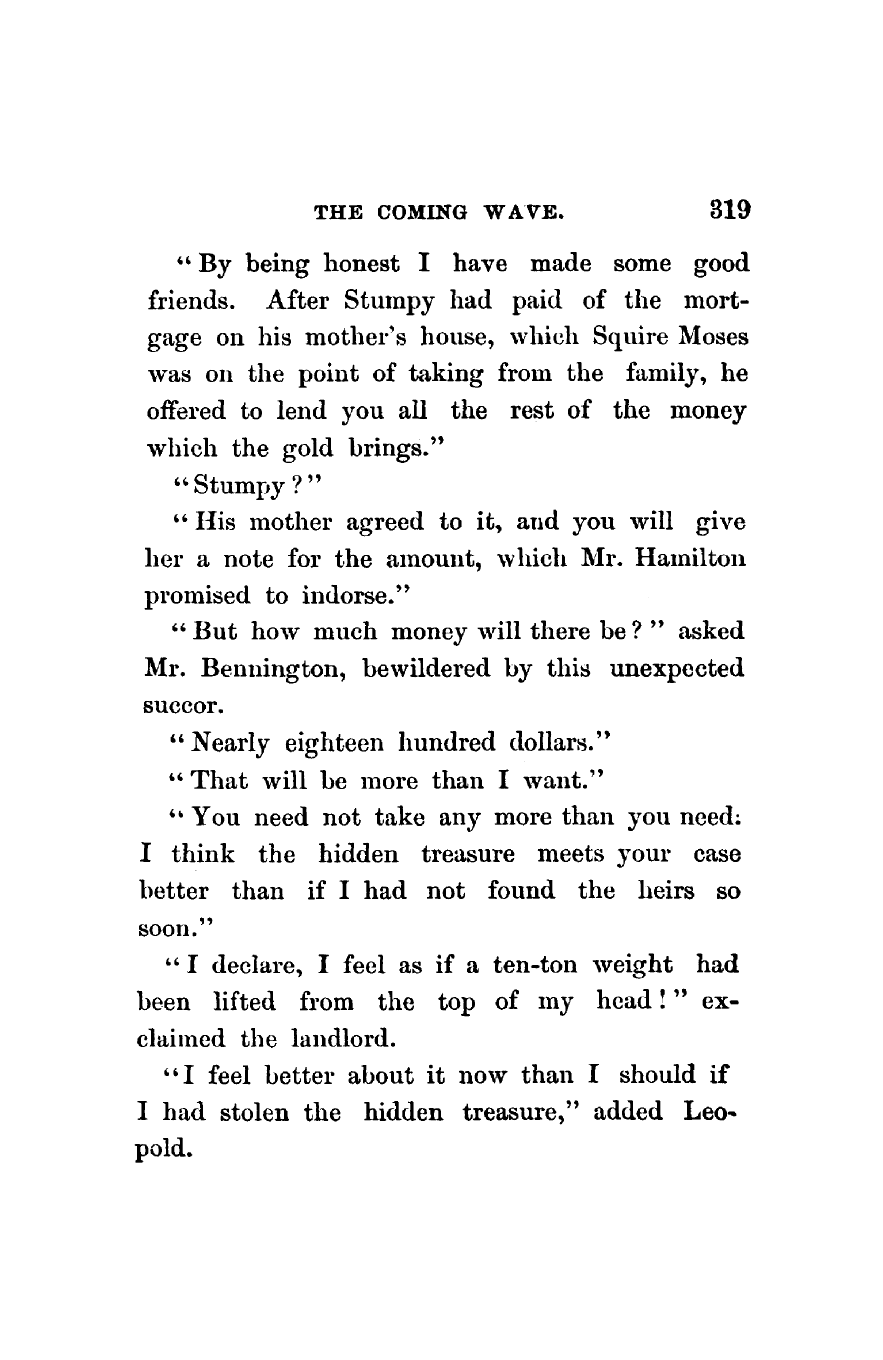 THE COMING WAVE. 319
“By being honest I have made some good
friends. After Stumpy had paid of the mort-
gage on his mother’s house, which Squire Moses
was on the point of taking from the family, he
offered to lend you all the rest of the money
which the gold brings.”
“Stumpy?”
“His mother agreed to it, and you will give
her a note for the amount, which Mr. Hamilton
promised to indorse.”
“But how much money will there be?” asked
Mr. Bennington, bewildered by this unexpected
succor.
“Nearly eighteen hundred dollars.”
“That will be more than I want.”
“You need not take any more than you need:
I think the hidden treasure meets your case
better than if I had not found the heirs so
soon.”
“I declare, I feel as if a ten-ton weight had
been lifted from the top of my head!” ex-
claimed the landlord.
“I feel better about it now than I should if
I had stolen the hidden treasure,” added Leo-
pold.